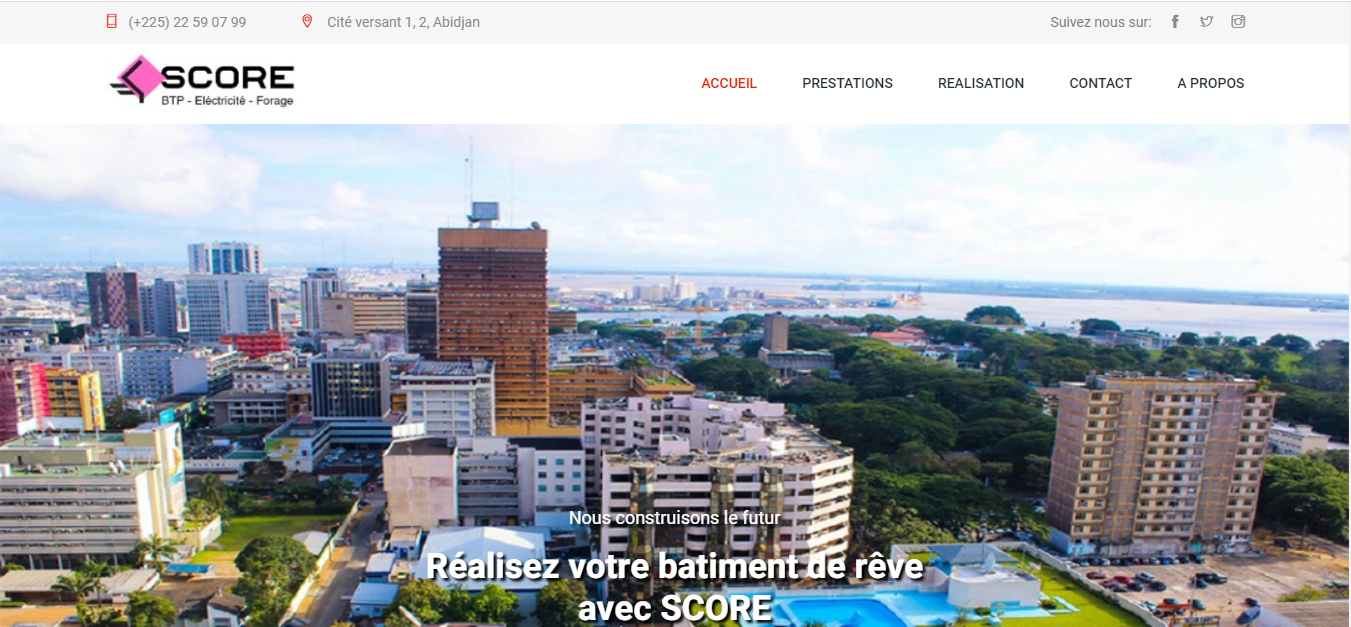 (+225) 22 59 07 99
Cité versant 1, 2, Abidjan
Suivez nous sur:
SCORE
BTP - Eléctricité - Forage
ACCUEIL
PRESTATIONS
REALISATION
CONTACT
A PROPOS
Nous construisons le futur
Réalisez votre batiment de rêve
avec SCORE